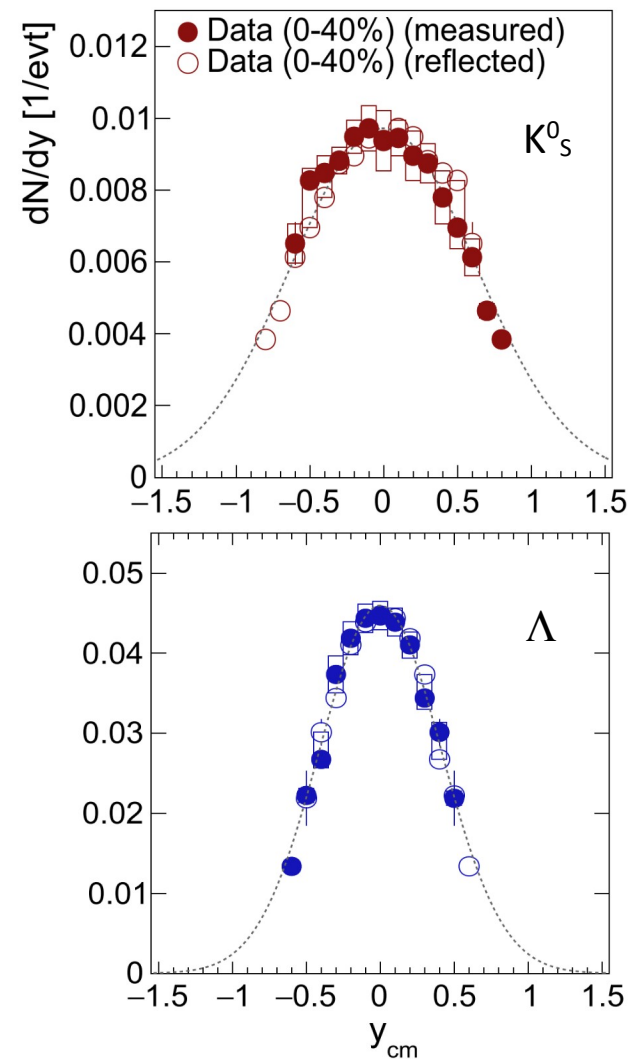 dN/dy [1/evt]
0.012
0.01
0.008
0.006
0.004
0.002
0
Data (0-40%) (measured)
Data (0-40%) (reflected)
K⁰S
−1.5 −1 −0.5 0 0.5 1 1.5
0.05
0.04
0.03
0.02
0.01
0
Λ
−1.5 −1 −0.5 0 0.5 1 1.5
y cm